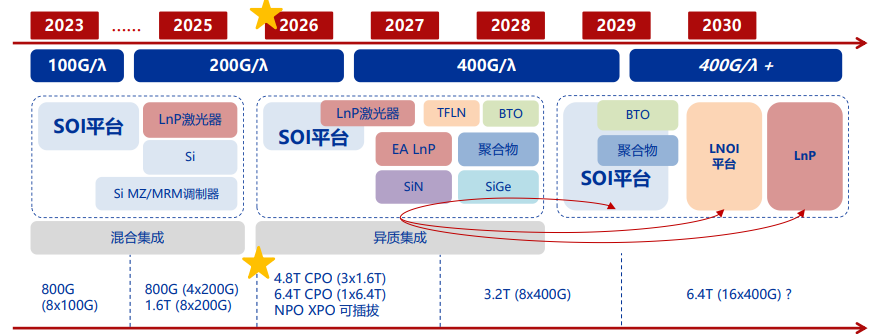 2023
......
2025
2026
2027
2028
2029
2030
100G/λ
200G/λ
400G/λ
400G/λ +
SOI平台
LnP激光器
Si
Si MZ/MRM调制器
SOI平台
LnP激光器
TFLN
BTO
EA LnP
聚合物
SiN
SiGe
BTO
聚合物
SOI平台
LNOI
平台
LnP
混合集成
异质集成
800G
(8x100G)
800G (4x200G)
1.6T (8x200G)
4.8T CPO (3x1.6T)
6.4T CPO (1x6.4T)
NPO XPO 可插拔
3.2T (8x400G)
6.4T (16x400G) ?